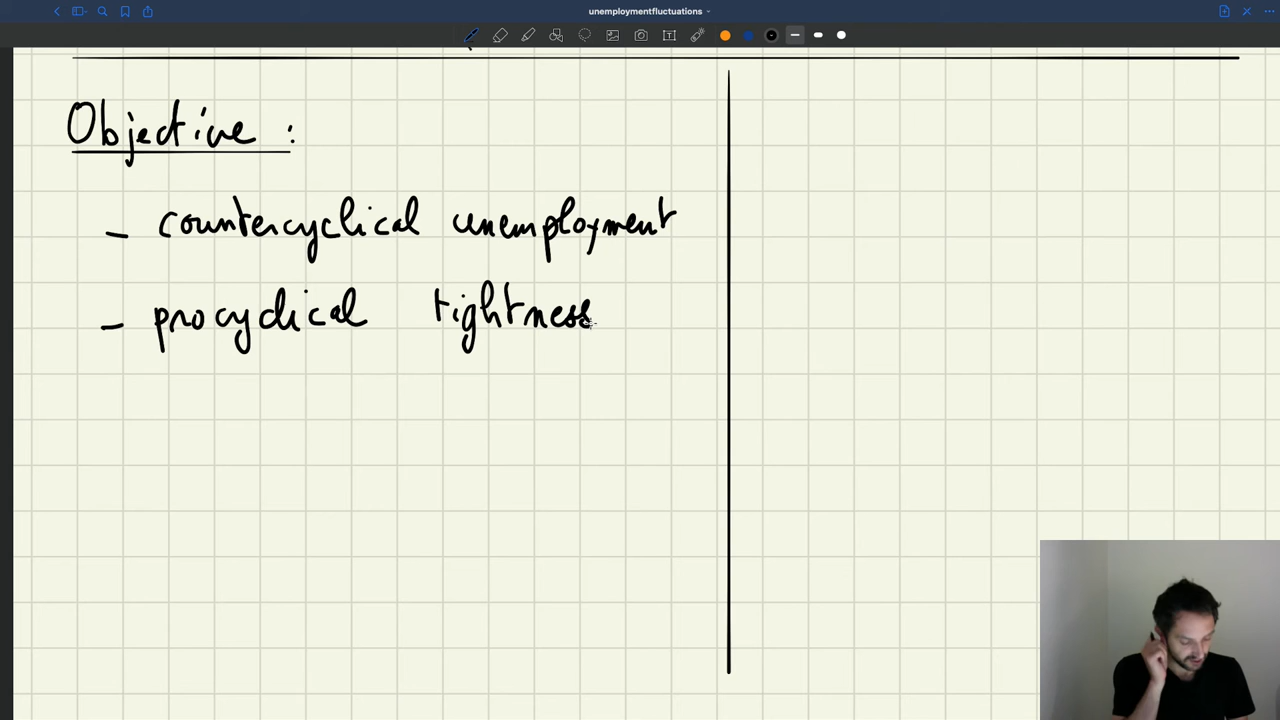 unemploymentfluctuations
Objective :
- countercyclical unemployment
- procyclical tightness